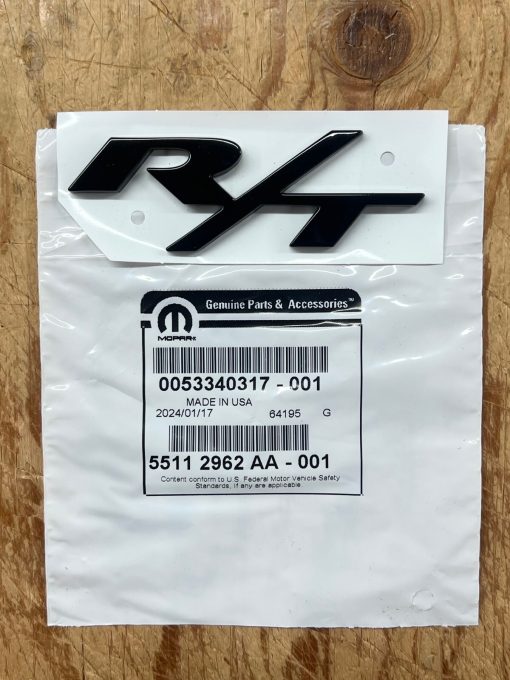 R/T
Genuine Parts & Accessories™
MOPAR®
0053340317 - 001
MADE IN USA
2024/01/17 64195 G
5511 2962 AA - 001
Content conform to U.S. Federal Motor Vehicle Safety
Standards, if any are applicable.